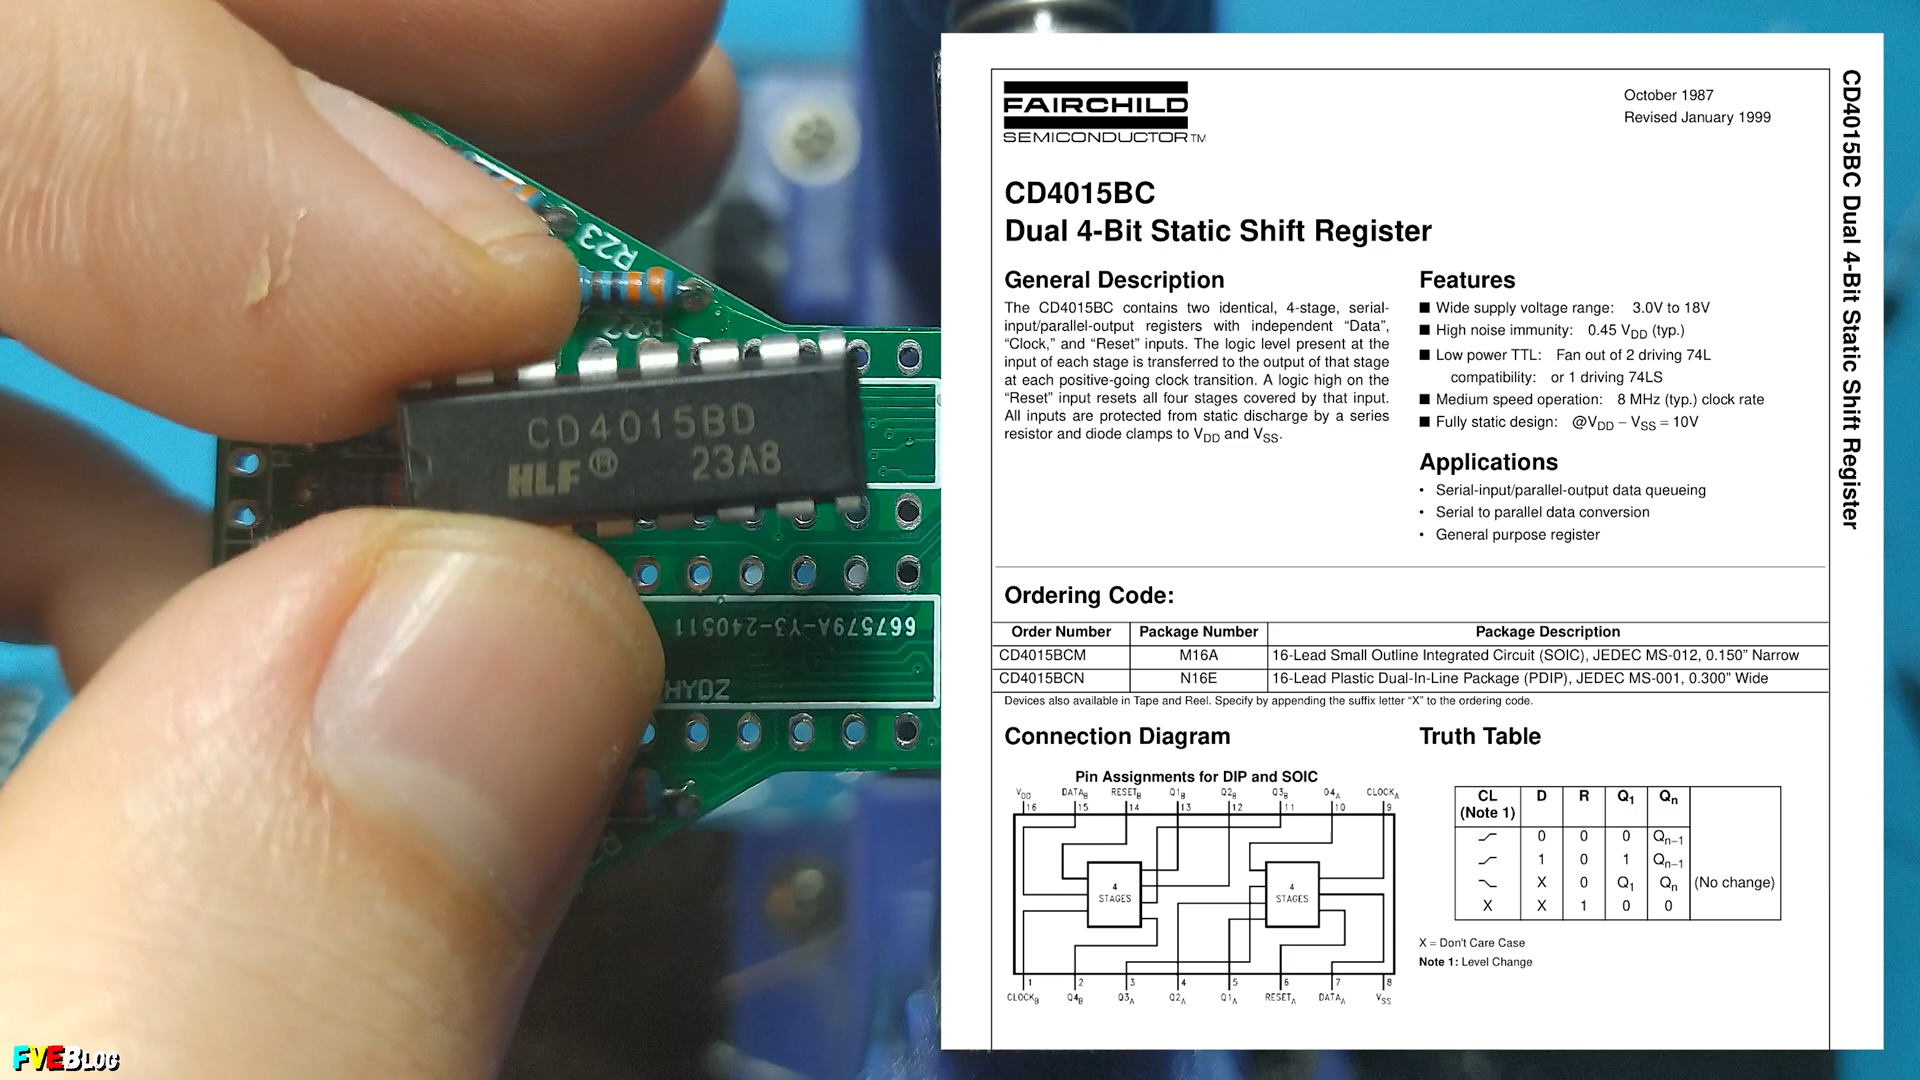 R23
R22
CD4015BD
HLF ® 23A8
667579A-Y3-240511
HYDZ
FVEBLOG
FAIRCHILD
SEMICONDUCTOR™
October 1987
Revised January 1999
CD4015BC Dual 4-Bit Static Shift Register
CD4015BC
Dual 4-Bit Static Shift Register
General Description
The CD4015BC contains two identical, 4-stage, serial-
input/parallel-output registers with independent “Data”,
“Clock,” and “Reset” inputs. The logic level present at the
input of each stage is transferred to the output of that stage
at each positive-going clock transition. A logic high on the
“Reset” input resets all four stages covered by that input.
All inputs are protected from static discharge by a series
resistor and diode clamps to VDD and VSS.
Features
■ Wide supply voltage range: 3.0V to 18V
■ High noise immunity: 0.45 VDD (typ.)
■ Low power TTL: Fan out of 2 driving 74L
compatibility: or 1 driving 74LS
■ Medium speed operation: 8 MHz (typ.) clock rate
■ Fully static design: @VDD − VSS = 10V
Applications
• Serial-input/parallel-output data queueing
• Serial to parallel data conversion
• General purpose register
Ordering Code:
Order Number Package Number Package Description
CD4015BCM M16A 16-Lead Small Outline Integrated Circuit (SOIC), JEDEC MS-012, 0.150” Narrow
CD4015BCN N16E 16-Lead Plastic Dual-In-Line Package (PDIP), JEDEC MS-001, 0.300” Wide
Devices also available in Tape and Reel. Specify by appending the suffix letter “X” to the ordering code.
Connection Diagram
Pin Assignments for DIP and SOIC
VDD DATAB RESETB Q1B Q2B Q3B Q4A CLOCKA
16 15 14 13 12 11 10 9
4 4
STAGES STAGES
1 2 3 4 5 6 7 8
CLOCKB Q4B Q3A Q2A Q1A RESETA DATAA VSS
Truth Table
CL D R Q1 Qn
(Note 1)
0 0 0 Qn−1
1 0 1 Qn−1
X 0 Q1 Qn (No change)
X X 1 0 0
X = Don't Care Case
Note 1: Level Change